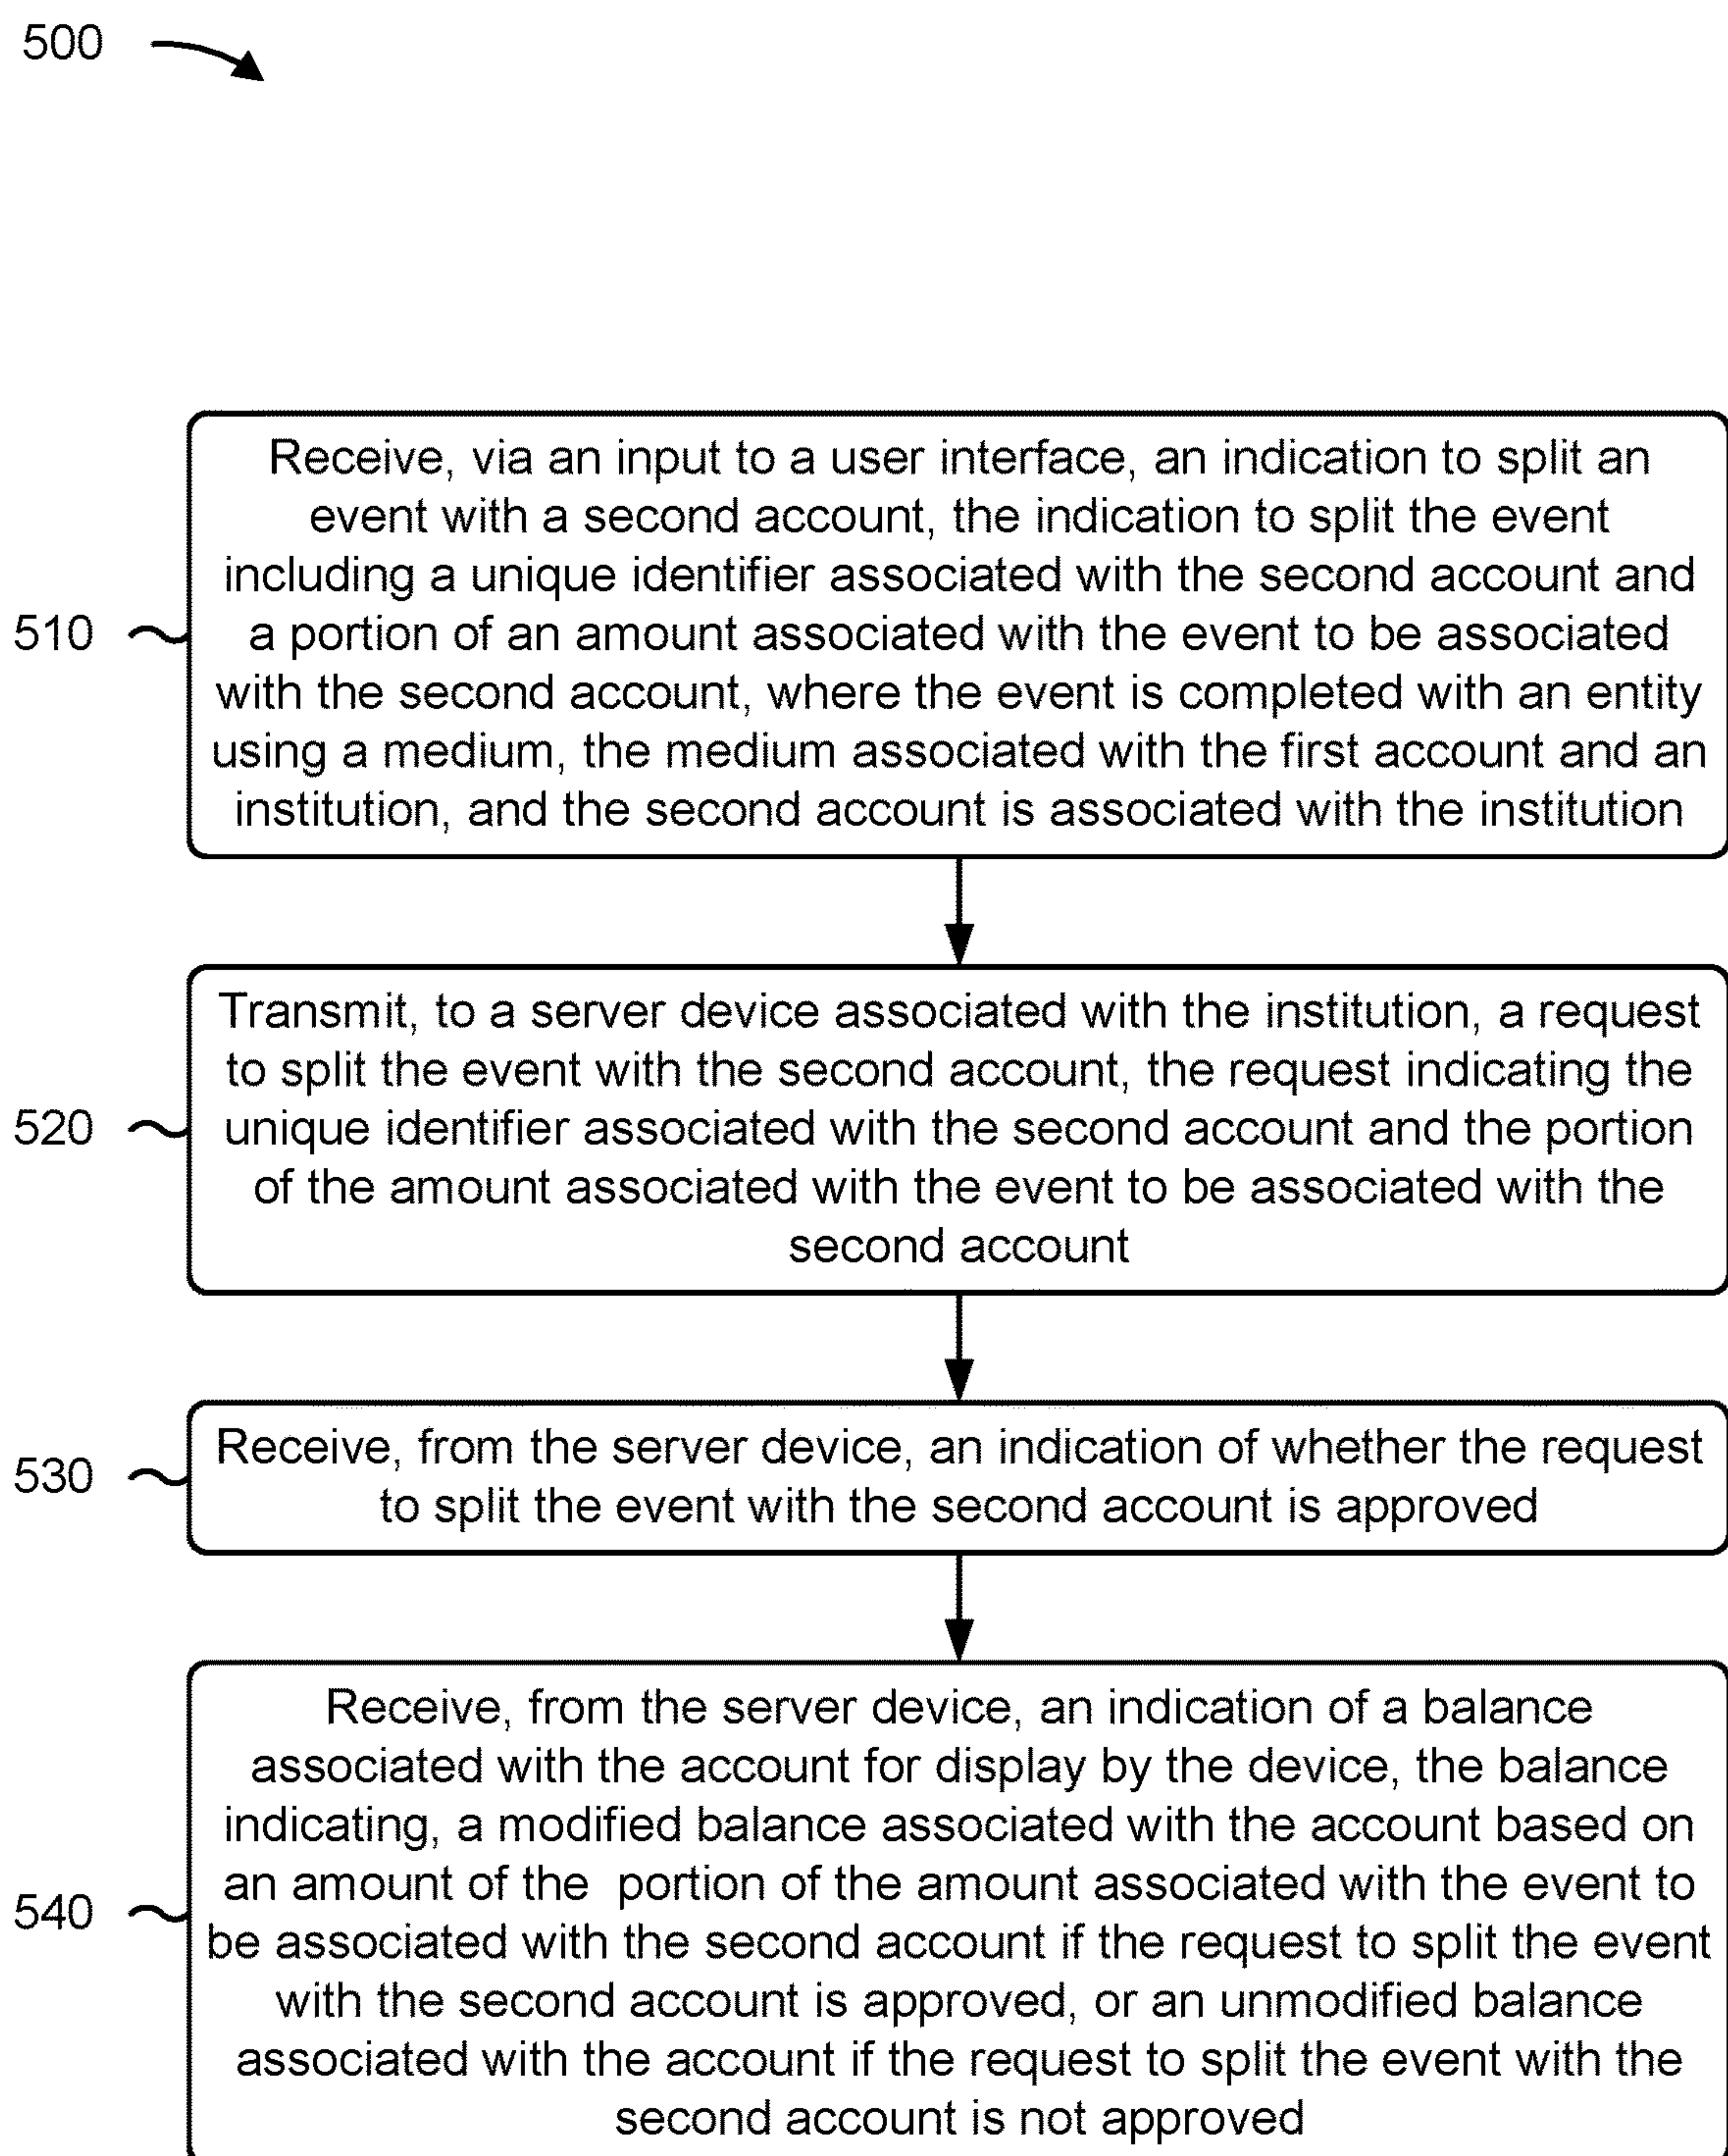 500
Receive, via an input to a user interface, an indication to split an
event with a second account, the indication to split the event
including a unique identifier associated with the second account and
510
a portion of an amount associated with the event to be associated
with the second account, where the event is completed with an entity
using a medium, the medium associated with the first account and an
institution, and the second account is associated with the institution
Transmit, to a server device associated with the institution, a request
to split the event with the second account, the request indicating the
520
unique identifier associated with the second account and the portion
of the amount associated with the event to be associated with the
second account
530
Receive, from the server device, an indication of whether the request
to split the event with the second account is approved
Receive, from the server device, an indication of a balance
associated with the account for display by the device, the balance
indicating, a modified balance associated with the account based on
540
an amount of the  portion of the amount associated with the event to
be associated with the second account if the request to split the event
with the second account is approved, or an unmodified balance
associated with the account if the request to split the event with the
second account is not approved